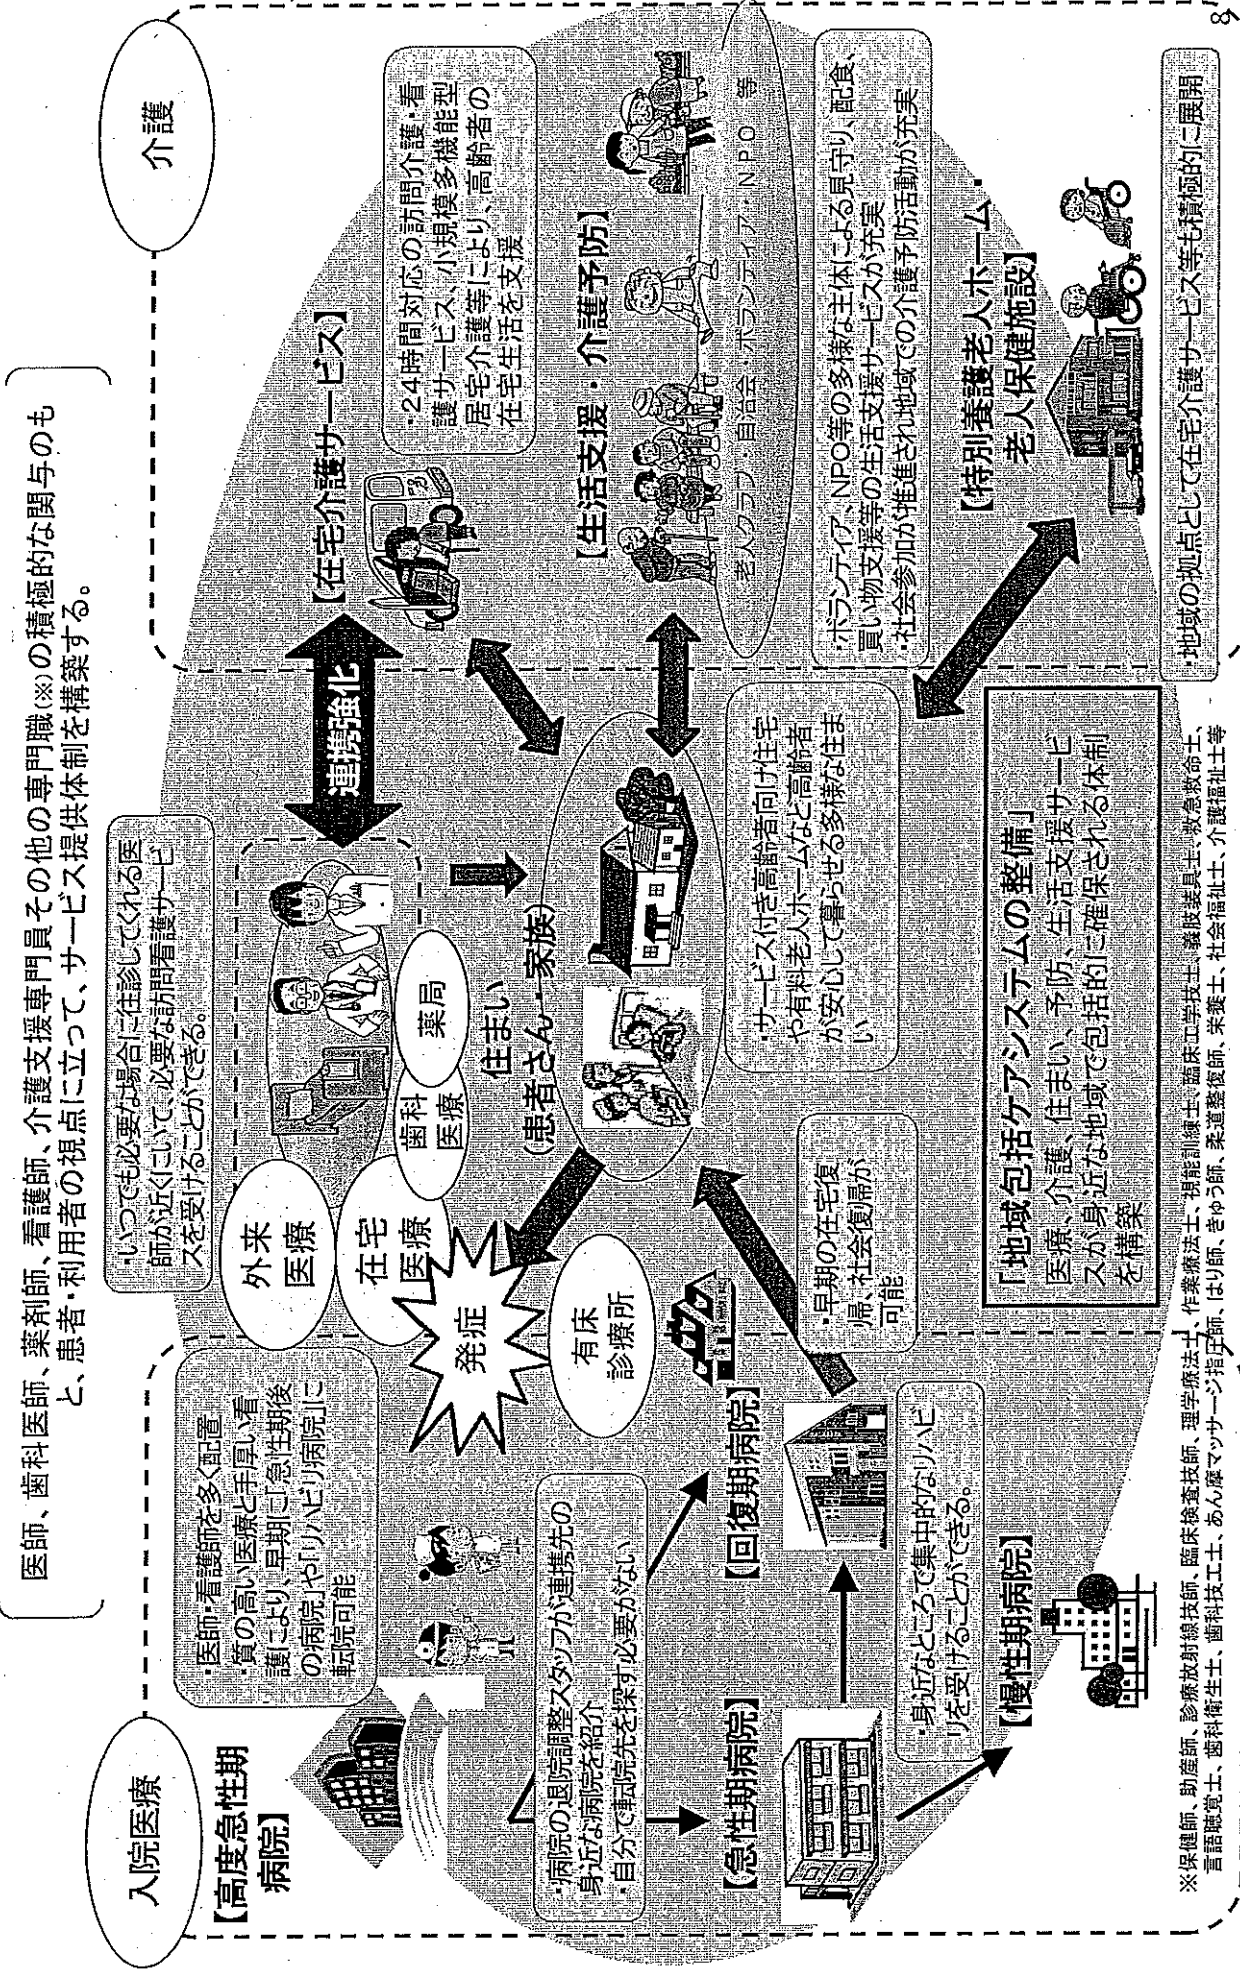 医師、歯科医師、薬剤師、看護師、介護支援専門員その他の専門職(※)の積極的な関与のも
と、患者・利用者の視点に立って、サービス提供体制を構築する。
入院医療
【高度急性期
病院】
・医師・看護師を多く配置
・質の高い医療と手厚い看
護により、早期に「急性期後
の病院」や「リハビリ病院」に
転院可能
・病院の退院調整スタッフが連携先の
身近な病院を紹介
・自分で転院先を探す必要がない
【急性期病院】
【回復期病院】
・身近なところで集中的なリハビ
リを受けることができる。
【慢性期病院】
・いつでも必要な場合に往診してくれる医
師が近くにいて、必要な訪問看護サービ
スを受けることができる。
外来
医療
在宅
医療
歯科
医療
薬局
発症
有床
診療所
住まい
(患者さん・家族)
・早期の在宅復
帰、社会復帰が
可能
・サービス付き高齢者向け住宅
や有料老人ホームなど高齢者
が安心して暮らせる多様な住ま
い
連携強化
「地域包括ケアシステムの整備」
医療、介護、住まい、予防、生活支援サービ
スが身近な地域で包括的に確保される体制
を構築
介護
【在宅介護サービス】
・24時間対応の訪問介護・看
護サービス、小規模多機能型
居宅介護等により、高齢者の
在宅生活を支援
【生活支援・介護予防】
老人クラブ・自治会・ボランティア・NPO 等
・ボランティア、NPO等の多様な主体による見守り、配食、
買い物支援等の生活支援サービスが充実
・社会参加が推進され地域での介護予防活動が充実
【特別養護老人ホーム・
老人保健施設】
・地域の拠点として在宅介護サービス等も積極的に展開
※保健師、助産師、診療放射線技師、臨床検査技師、理学療法士、作業療法士、視能訓練士、臨床工学技士、義肢装具士、救急救命士、
言語聴覚士、歯科衛生士、歯科技工士、あん摩マッサージ指圧師、はり師、きゅう師、柔道整復師、栄養士、社会福祉士、介護福祉士等
8